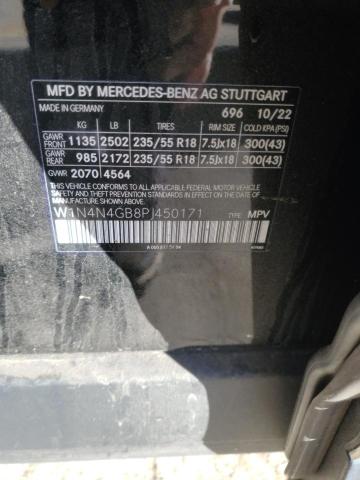 MFD BY MERCEDES-BENZ AG STUTTGART
MADE IN GERMANY 696 10/22
KG LB TIRES RIM SIZE COLD KPA (PSI)
GAWR FRONT 1135 2502 235/55 R18 7.5Jx18 300(43)
GAWR REAR 985 2172 235/55 R18 7.5Jx18 300(43)
GVWR 2070 4564
THIS VEHICLE CONFORMS TO ALL APPLICABLE U.S. FEDERAL MOTOR VEHICLE SAFETY STANDARDS IN EFFECT ON THE DATE OF MANUFACTURE SHOWN ABOVE
W1N4N4GB8PJ450171 TYPE: MPV